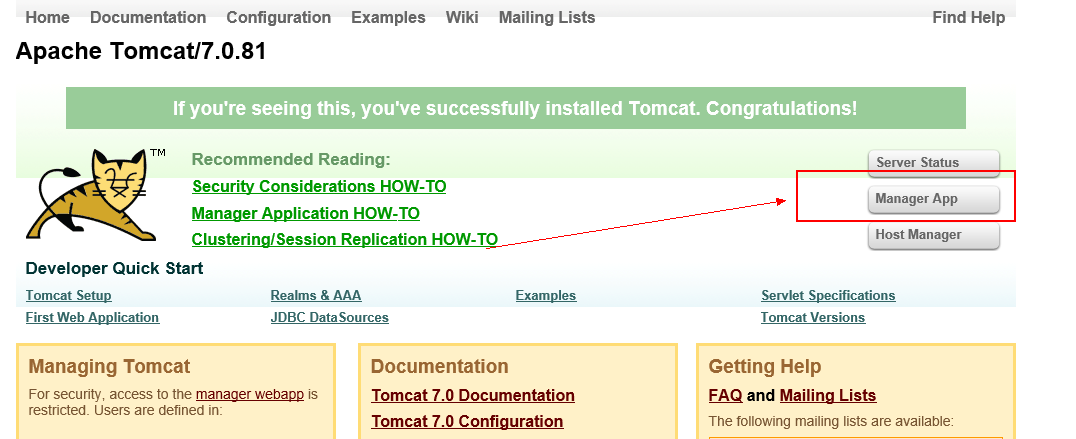 Home Documentation Configuration Examples Wiki Mailing Lists Find Help
Apache Tomcat/7.0.81
If you're seeing this, you've successfully installed Tomcat. Congratulations!
TM
Recommended Reading:
Security Considerations HOW-TO
Manager Application HOW-TO
Clustering/Session Replication HOW-TO
Server Status
Manager App
Host Manager
Developer Quick Start
Tomcat Setup Realms & AAA Examples Servlet Specifications
First Web Application JDBC DataSources Tomcat Versions
Managing Tomcat
For security, access to the manager webapp is
restricted. Users are defined in:
Documentation
Tomcat 7.0 Documentation
Tomcat 7.0 Configuration
Getting Help
FAQ and Mailing Lists
The following mailing lists are available: